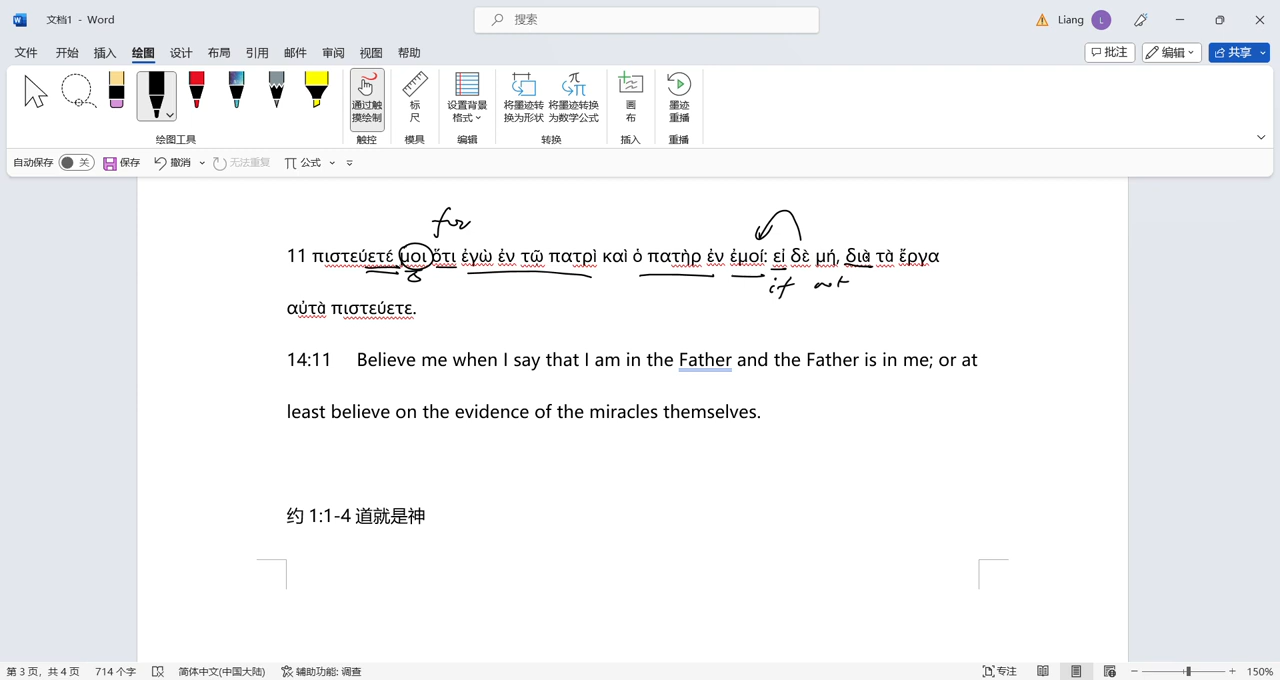 文档1 - Word
搜索
Liang
L
文件 开始 插入 绘图 设计 布局 引用 邮件 审阅 视图 帮助
批注 编辑 共享
通过触摸绘制
标尺
设置背景格式
将墨迹转换为形状
将墨迹转换为数学公式
画布
墨迹重播
绘图工具 触控 模具 编辑 转换 插入 重播
自动保存 关 保存 撤消 无法重复 公式
for
11 πιστεύετέ μοι ὅτι ἐγὼ ἐν τῶ πατρὶ καὶ ὁ πατὴρ ἐν ἐμοί: εἰ δὲ μή, διὰ τὰ ἔργα
if not
αὐτὰ πιστεύετε.
14:11 Believe me when I say that I am in the Father and the Father is in me; or at
least believe on the evidence of the miracles themselves.
约 1:1-4 道就是神
第 3 页，共 4 页 714 个字 简体中文(中国大陆) 辅助功能: 调查 专注 150%